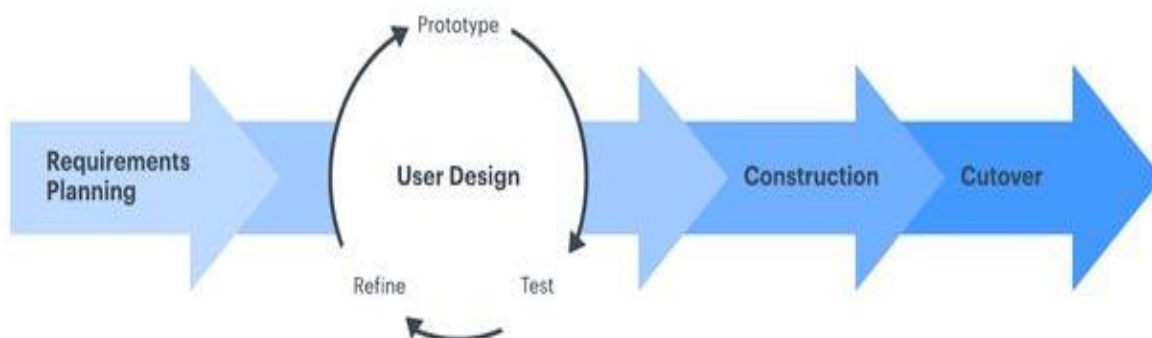 Prototype
Requirements
Planning
User Design
Construction
Cutover
Refine
Test